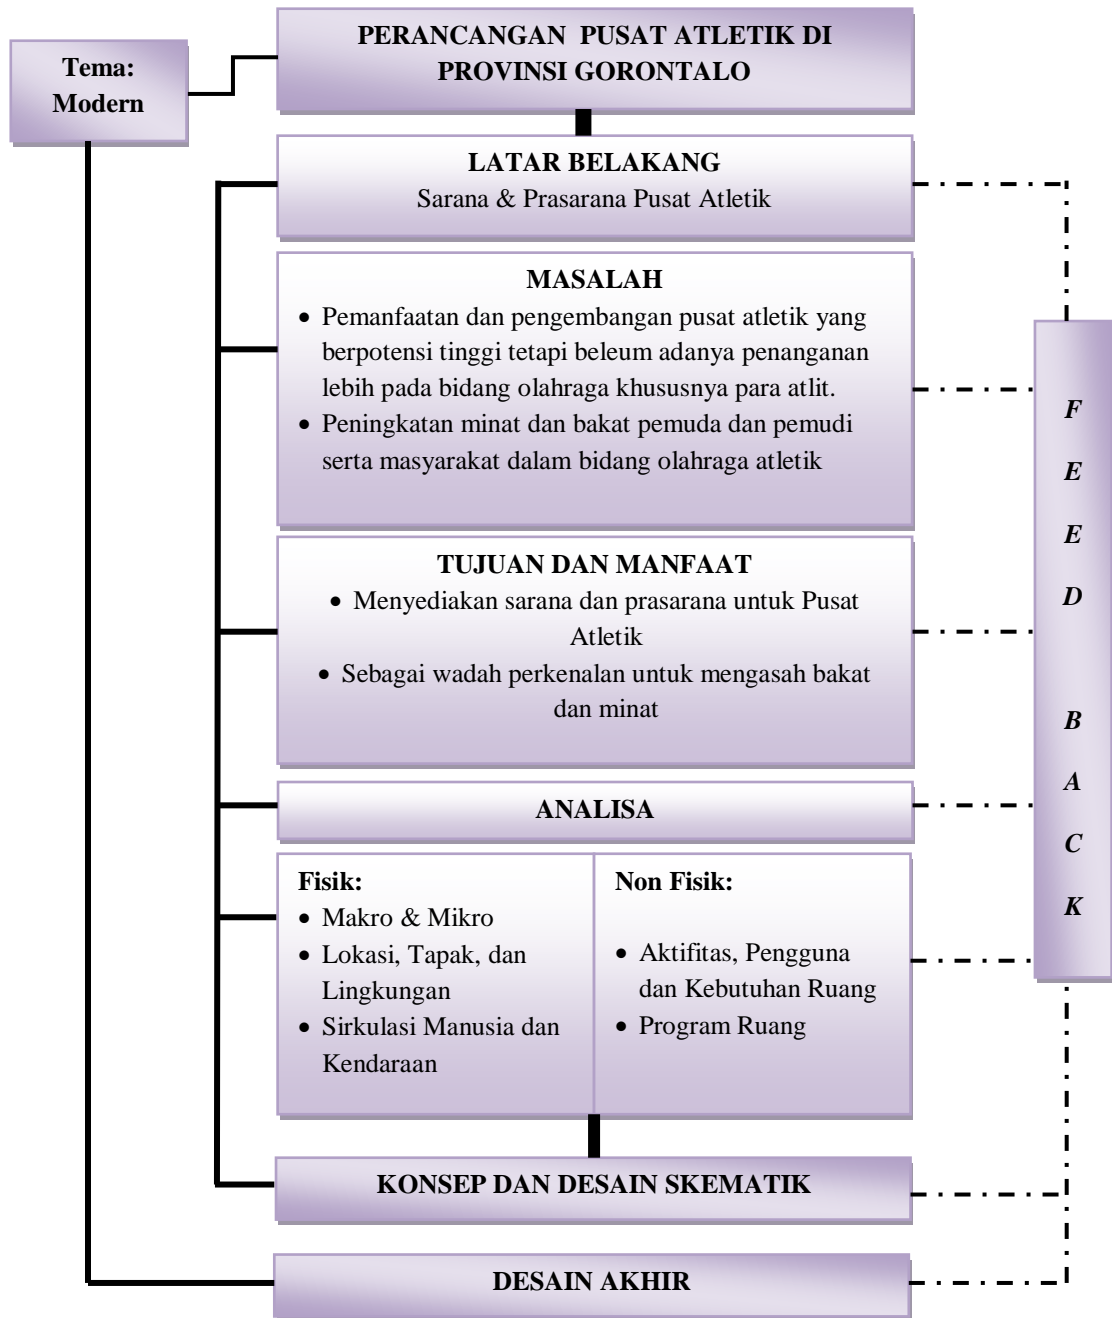 Tema:
Modern
PERANCANGAN PUSAT ATLETIK DI
PROVINSI GORONTALO
LATAR BELAKANG
Sarana & Prasarana Pusat Atletik
MASALAH
• Pemanfaatan dan pengembangan pusat atletik yang
berpotensi tinggi tetapi beleum adanya penanganan
lebih pada bidang olahraga khususnya para atlit.
• Peningkatan minat dan bakat pemuda dan pemudi
serta masyarakat dalam bidang olahraga atletik
TUJUAN DAN MANFAAT
• Menyediakan sarana dan prasarana untuk Pusat
Atletik
• Sebagai wadah perkenalan untuk mengasah bakat
dan minat
ANALISA
Fisik:
• Makro & Mikro
• Lokasi, Tapak, dan
Lingkungan
• Sirkulasi Manusia dan
Kendaraan
Non Fisik:
• Aktifitas, Pengguna
dan Kebutuhan Ruang
• Program Ruang
KONSEP DAN DESAIN SKEMATIK
DESAIN AKHIR
F
E
E
D
B
A
C
K